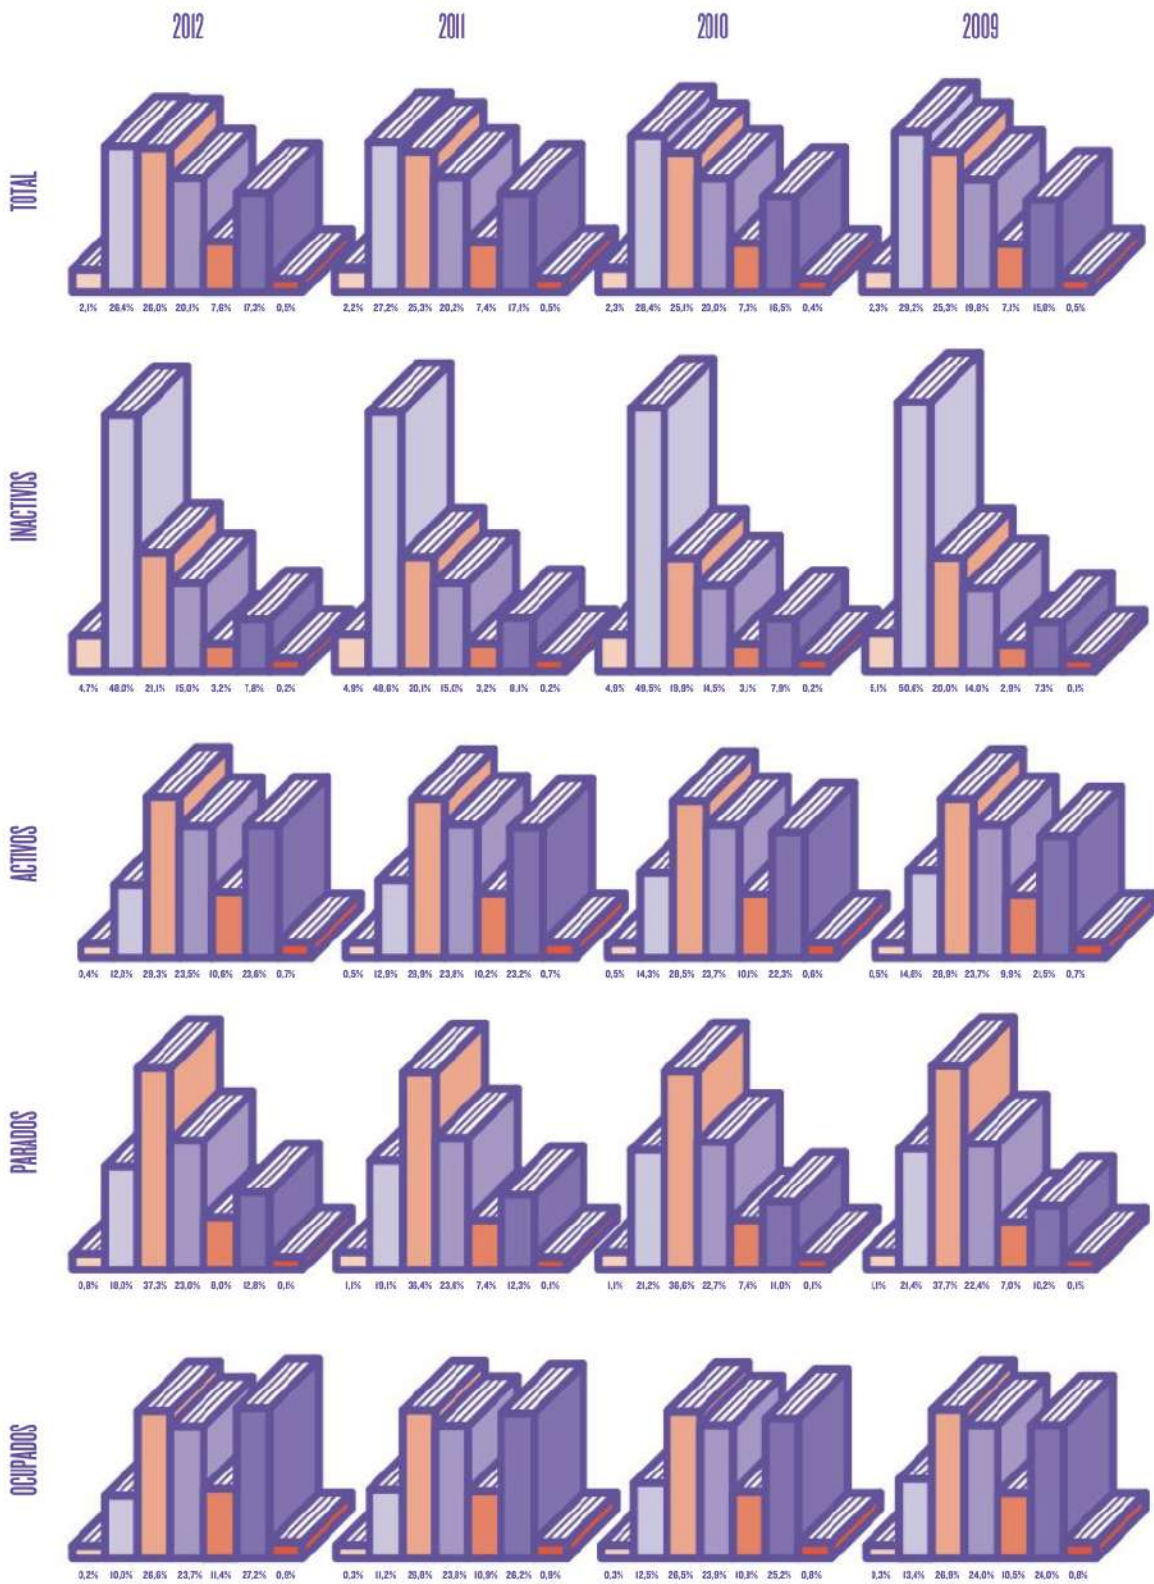 2012 2011 2010 2009
TOTAL
2,1% 26,4% 26,0% 20,1% 7,6% 17,3% 0,5% 2,2% 27,2% 25,3% 20,2% 7,4% 17,1% 0,5% 2,3% 28,4% 25,1% 20,0% 7,3% 16,5% 0,4% 2,3% 29,2% 25,3% 19,8% 7,1% 15,8% 0,5%
INACTIVOS
4,7% 48,0% 21,1% 15,0% 3,2% 7,8% 0,2% 4,9% 48,6% 20,1% 15,0% 3,2% 8,1% 0,2% 4,9% 49,5% 19,9% 14,5% 3,1% 7,9% 0,2% 5,1% 50,6% 20,0% 14,0% 2,9% 7,3% 0,1%
ACTIVOS
0,4% 12,0% 29,3% 23,5% 10,6% 23,6% 0,7% 0,5% 12,9% 28,9% 23,6% 10,2% 23,2% 0,7% 0,5% 14,3% 28,5% 23,7% 10,1% 22,3% 0,6% 0,5% 14,8% 28,9% 23,7% 9,9% 21,5% 0,7%
PARADOS
0,8% 18,0% 37,3% 23,0% 8,0% 12,8% 0,1% 1,1% 19,1% 36,4% 23,6% 7,4% 12,3% 0,1% 1,1% 21,2% 36,6% 22,7% 7,4% 11,0% 0,1% 1,1% 21,4% 37,7% 22,4% 7,0% 10,2% 0,1%
OCUPADOS
0,2% 10,0% 26,6% 23,7% 11,4% 27,2% 0,3% 11,2% 26,8% 23,8% 10,9% 26,2% 0,3% 12,5% 26,5% 23,9% 10,8% 25,2% 0,8% 0,3% 13,4% 26,9% 24,0% 10,5% 24,0% 0,8%